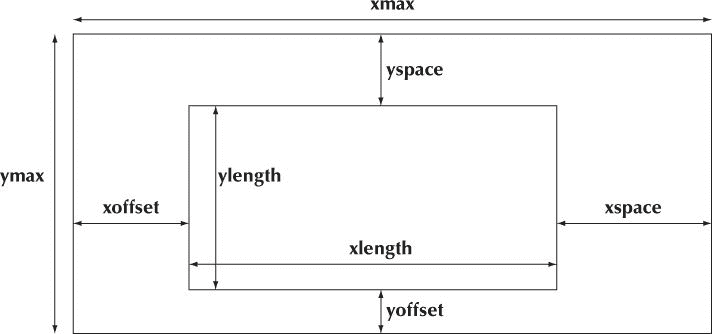 xmax
yspace
ymax
ylength
xoffset
xspace
xlength
yoffset